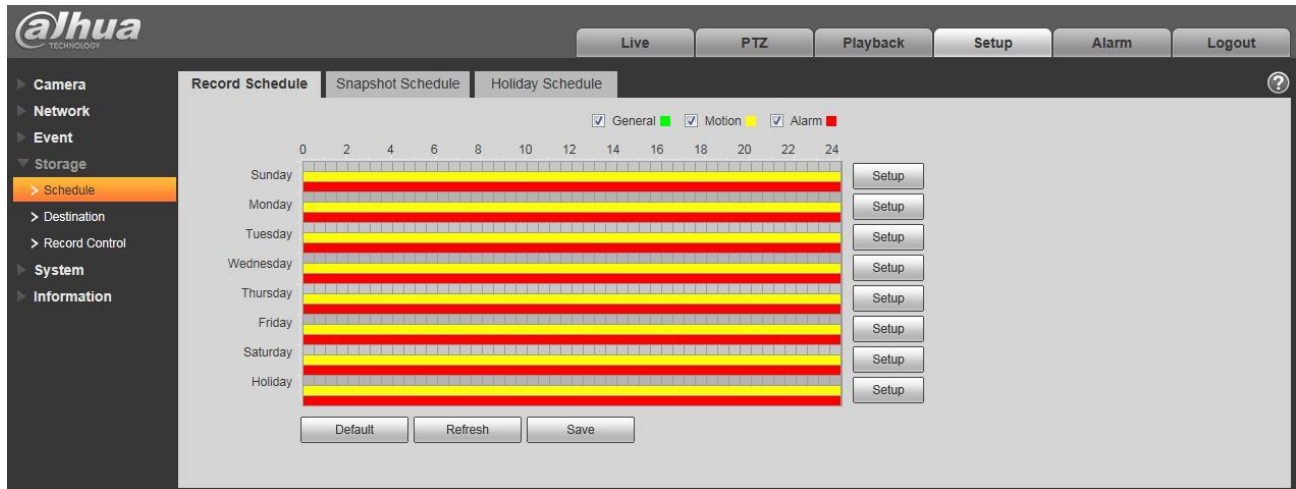 alhua
TECHNOLOGY
Live PTZ Playback Setup Alarm Logout
Camera
Network
Event
Storage
> Schedule
> Destination
> Record Control
System
Information
Record Schedule Snapshot Schedule Holiday Schedule
?
General Motion Alarm
0 2 4 6 8 10 12 14 16 18 20 22 24
Sunday Setup
Monday Setup
Tuesday Setup
Wednesday Setup
Thursday Setup
Friday Setup
Saturday Setup
Holiday Setup
Default Refresh Save